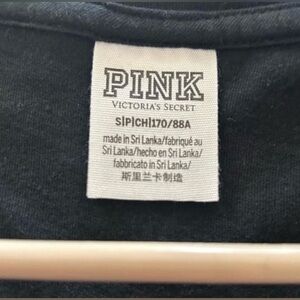 PINK
VICTORIA'S SECRET
S|P|CH|170/88A
made in Sri Lanka/fabriqué au
Sri Lanka/hecho en Sri Lanka/
fabbricato in Sri Lanka/
斯里兰卡制造